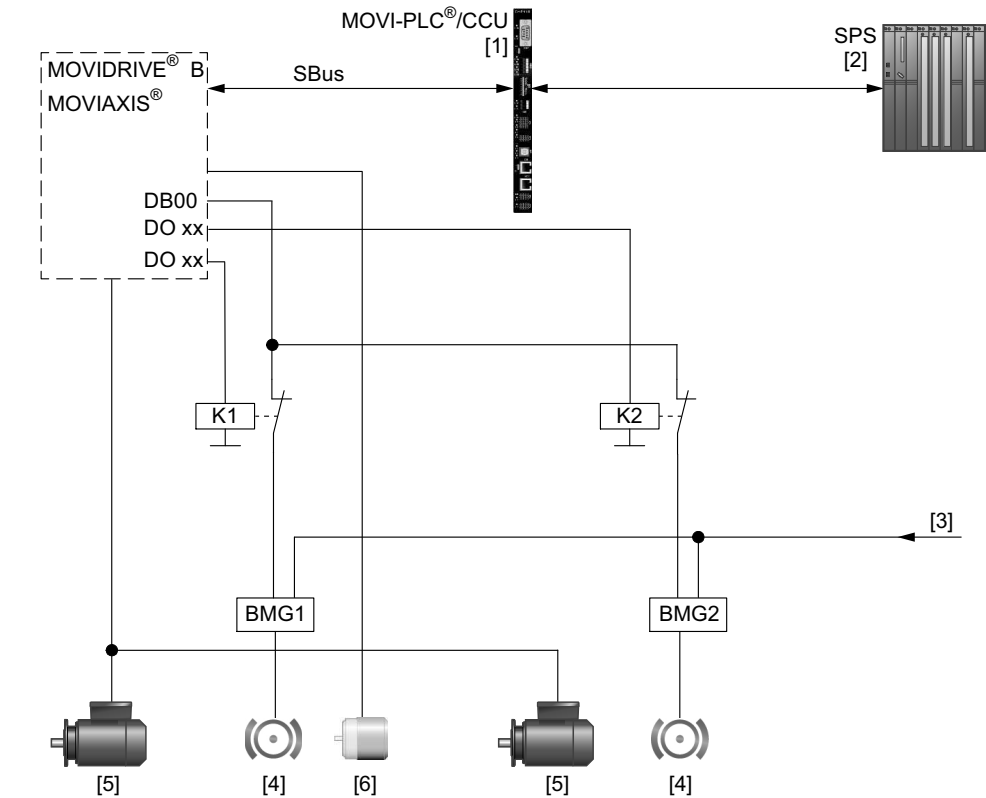 MOVI-PLC®/CCU
[1]
SPS
[2]
MOVIDRIVE® B
MOVIAXIS®
SBus
DB00
DO xx
DO xx
K1
K2
[3]
BMG1
BMG2
[5]
[4]
[6]
[5]
[4]